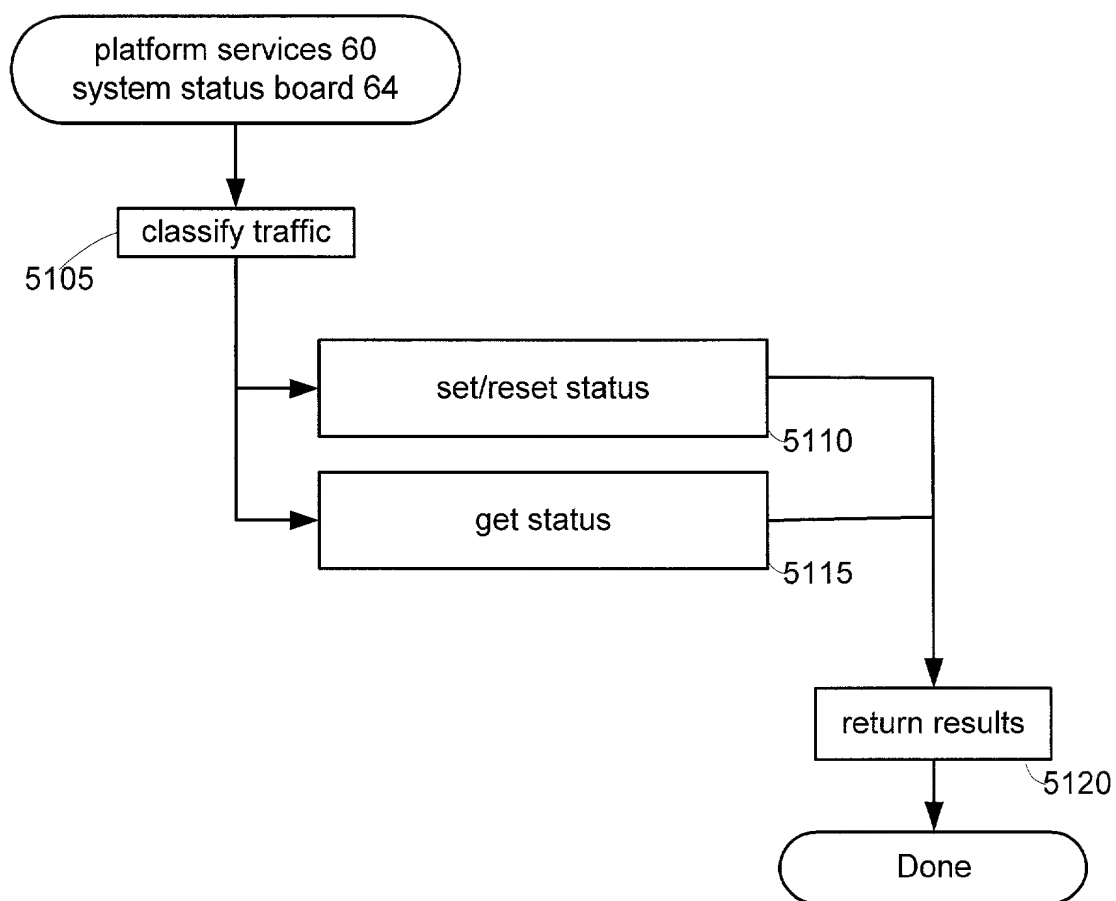 platform services 60
system status board 64
classify traffic
5105
set/reset status
5110
get status
5115
return results
5120
Done